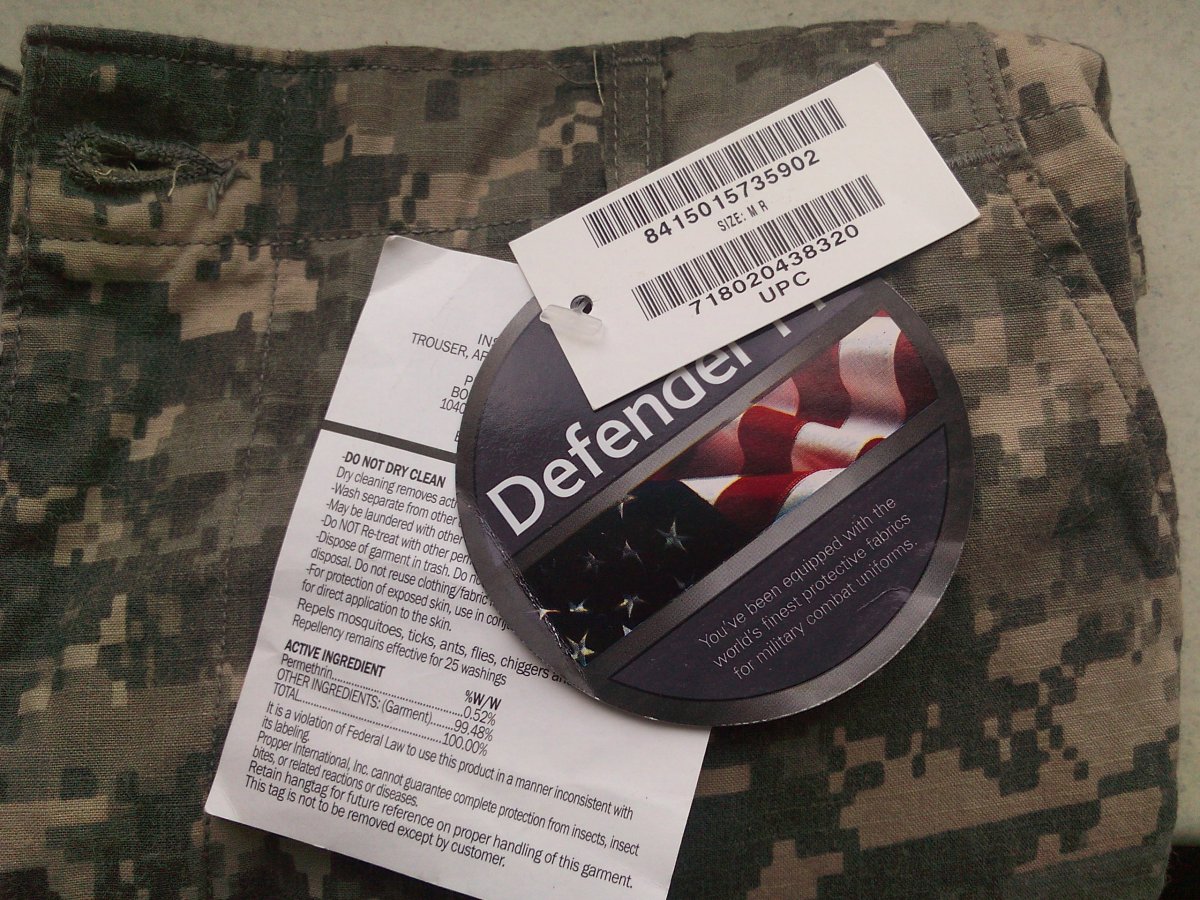 8415015735902
SIZE: M R
718020438320
UPC
Defender
You've been equipped with the
world's finest protective fabrics
for military combat uniforms.
TROUSER,
1040
-DO NOT DRY CLEAN
Dry cleaning removes
-Wash separate from other
-May be laundered with other
-Do NOT Re-treat with other
-Dispose of garment in trash. Do
disposal. Do not reuse clothing/fabric
-For protection of exposed skin, use in
for direct application to the skin.
Repels mosquitoes, ticks, ants, flies, chiggers
Repellency remains effective for 25 washings
ACTIVE INGREDIENT %W/W
Permethrin...............................0.52%
OTHER INGREDIENTS: (Garment)......99.48%
TOTAL...................................100.00%
It is a violation of Federal Law to use this product in a manner inconsistent with
its labeling.
Propper International, Inc. cannot guarantee complete protection from insects, insect
bites, or related reactions or diseases.
Retain hangtag for future reference on proper handling of this garment.
This tag is not to be removed except by customer.